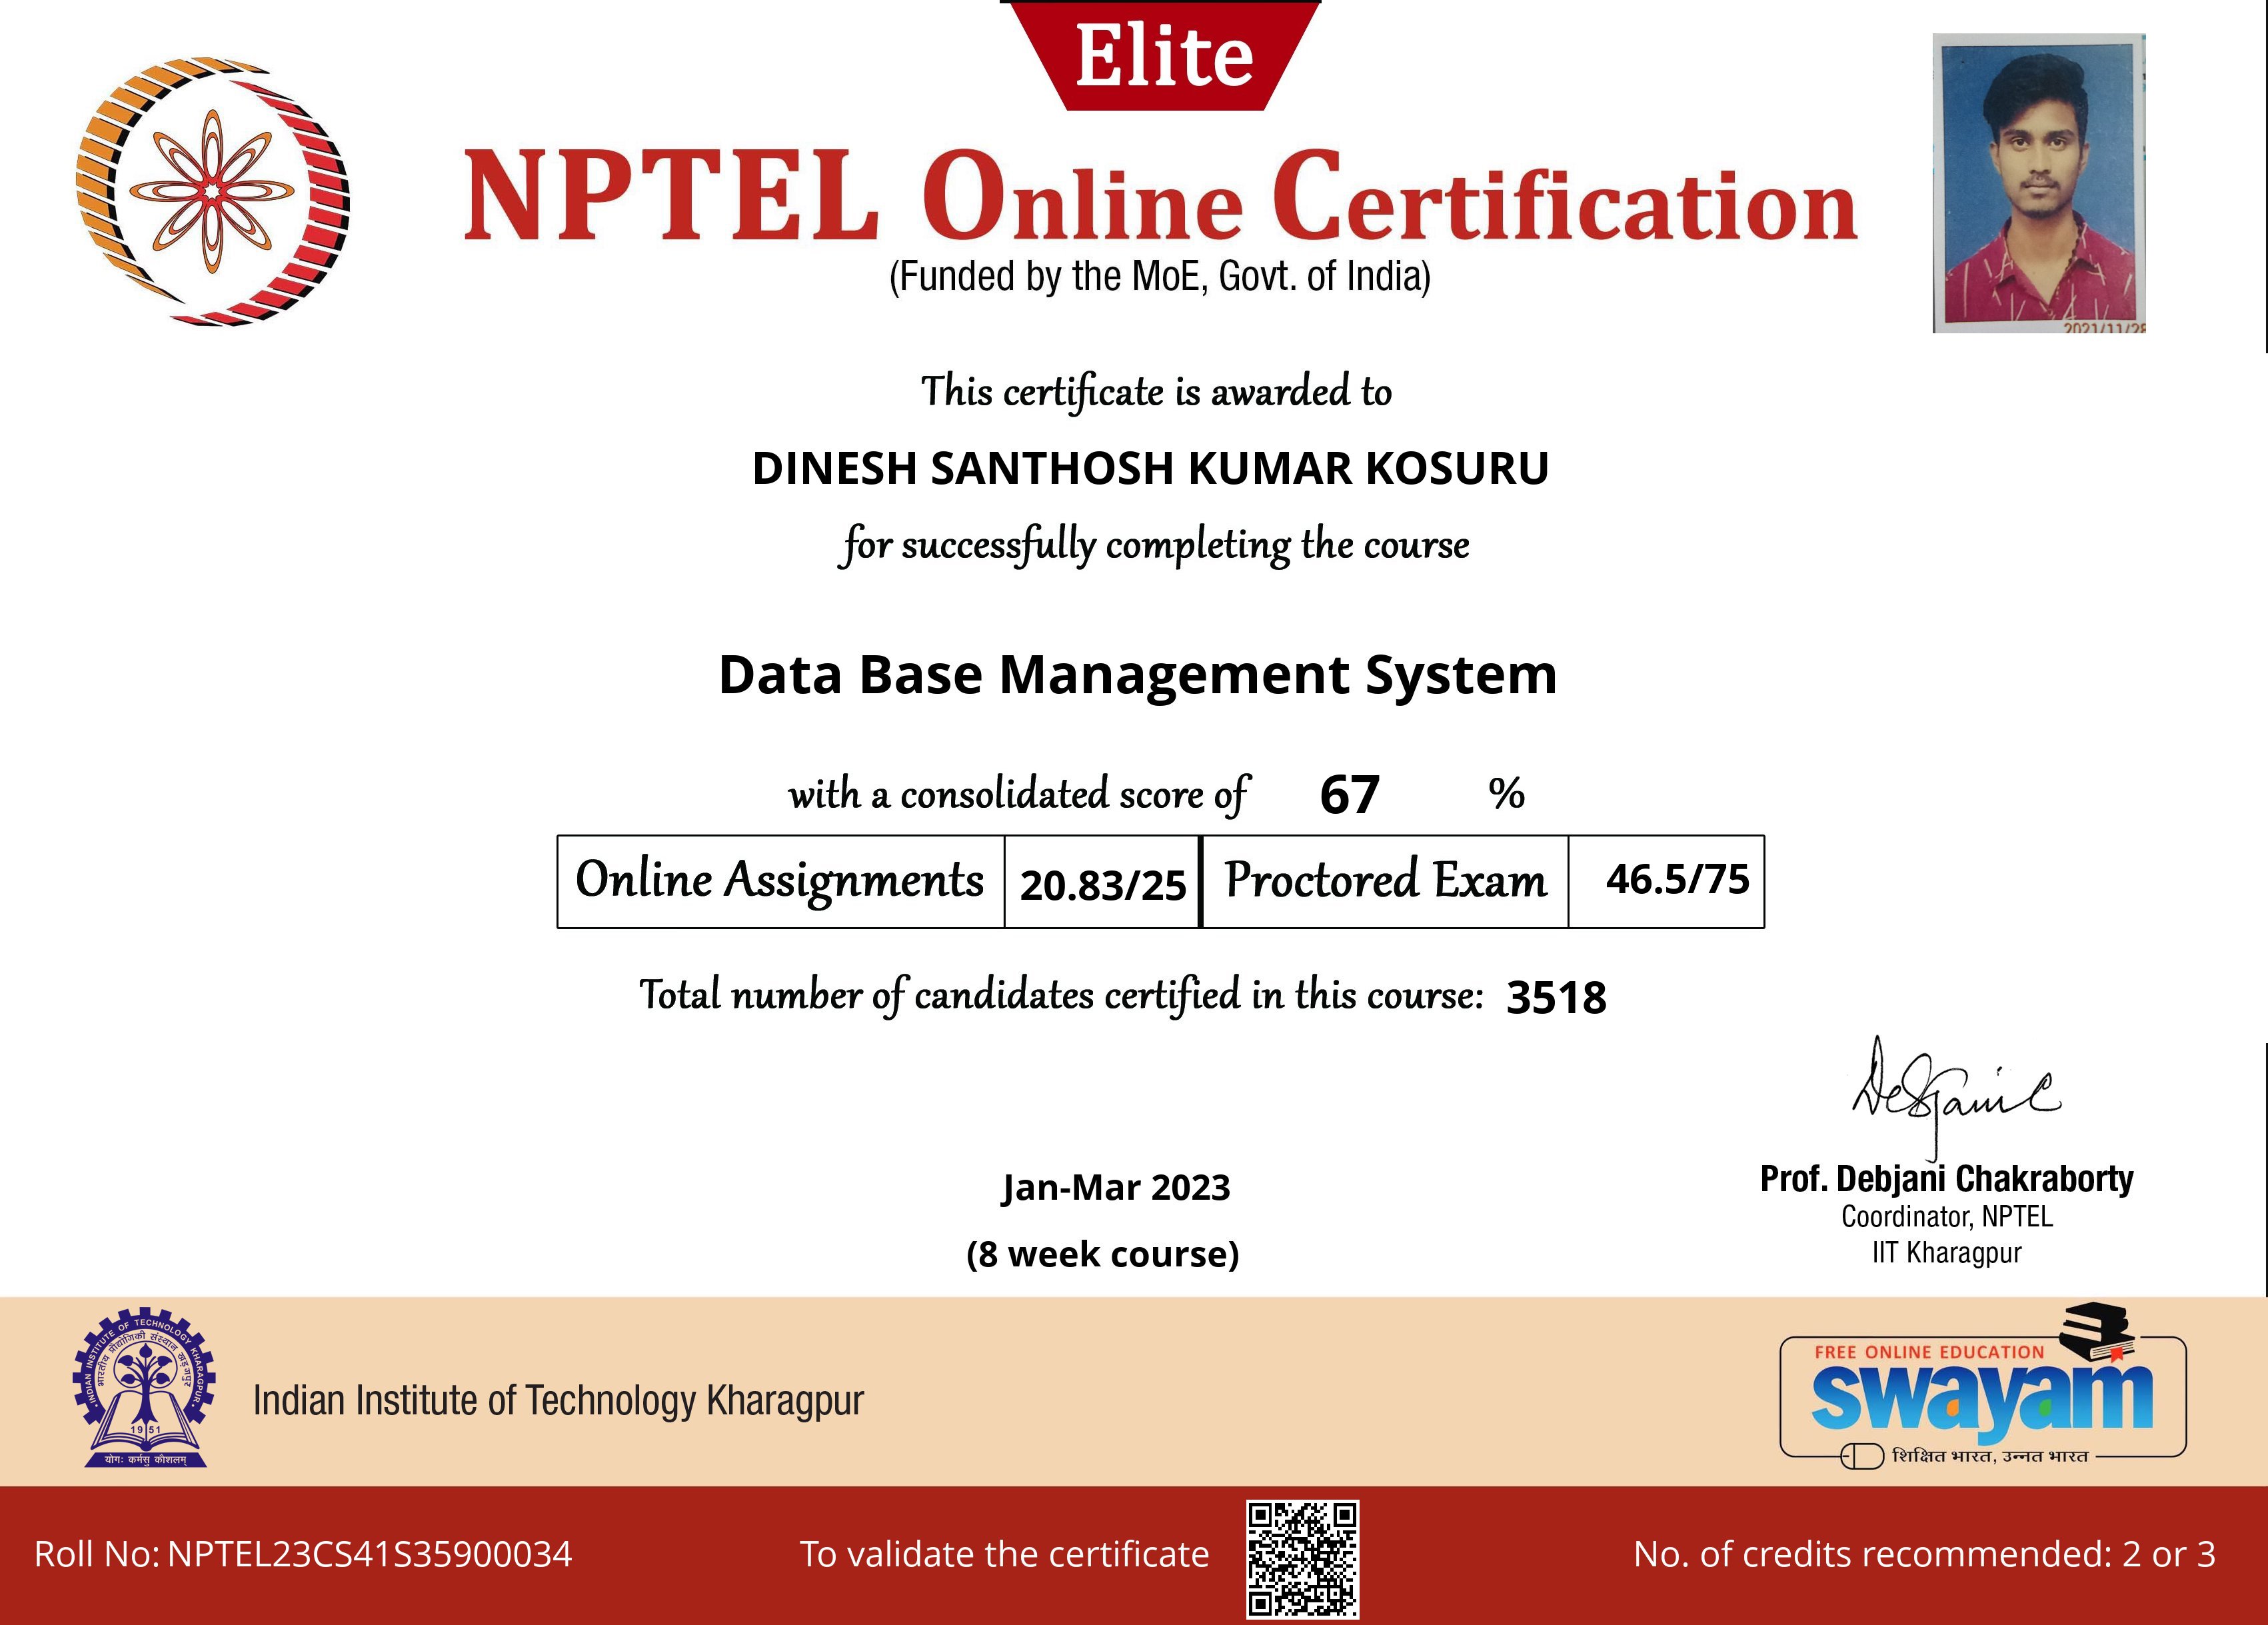 Elite
NPTEL Online Certification
(Funded by the MoE, Govt. of India)
2021/11/28
This certificate is awarded to
DINESH SANTHOSH KUMAR KOSURU
for successfully completing the course
Data Base Management System
with a consolidated score of 67 %
Online Assignments 20.83/25 Proctored Exam 46.5/75
Total number of candidates certified in this course: 3518
Debjani C
Prof. Debjani Chakraborty
Coordinator, NPTEL
IIT Kharagpur
Jan-Mar 2023
(8 week course)
INDIAN INSTITUTE OF TECHNOLOGY KHARAGPUR
भारतीय प्रौद्योगिकी संस्थान खड़गपुर
1951
योगः कर्मसु कौशलम्
Indian Institute of Technology Kharagpur
FREE ONLINE EDUCATION
swayam
शिक्षित भारत, उन्नत भारत
Roll No: NPTEL23CS41S35900034
To validate the certificate
No. of credits recommended: 2 or 3